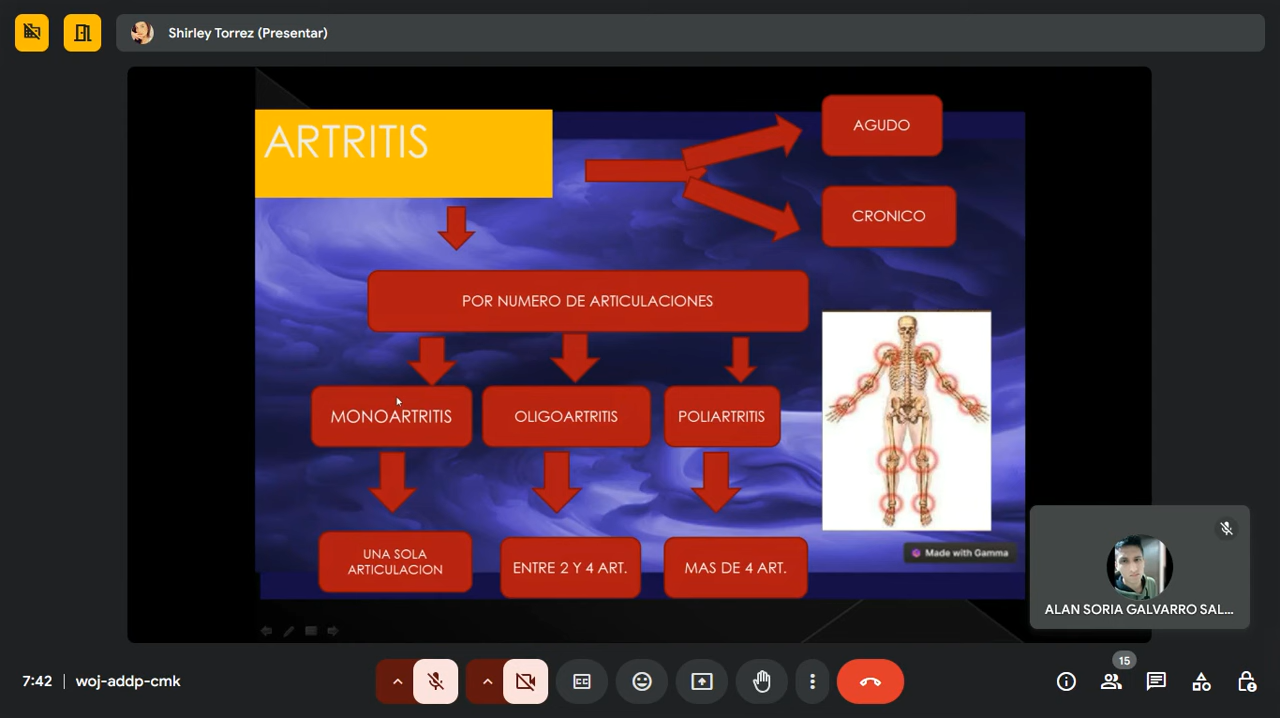 Shirley Torrez (Presentar)
ARTRITIS
AGUDO
CRONICO
POR NUMERO DE ARTICULACIONES
MONOARTRITIS
OLIGOARTRITIS
POLIARTRITIS
UNA SOLA
ARTICULACION
ENTRE 2 Y 4 ART.
MAS DE 4 ART.
Made with Gamma
ALAN SORIA GALVARRO SAL...
7:42 | woj-addp-cmk
15